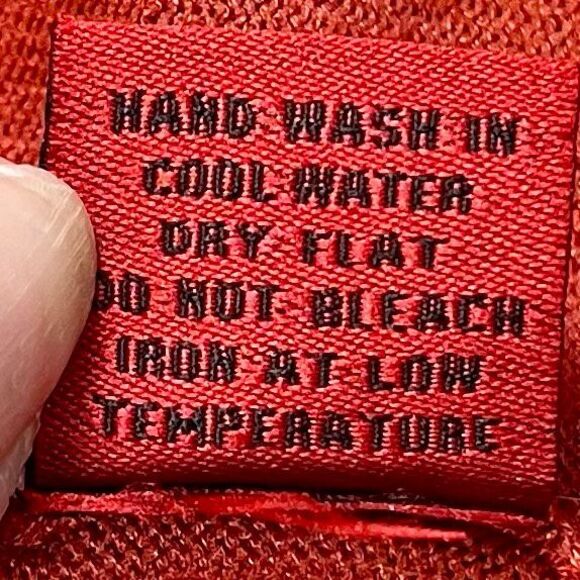 HAND WASH IN
COOL WATER
DRY FLAT
DO NOT BLEACH
IRON AT LOW
TEMPERATURE